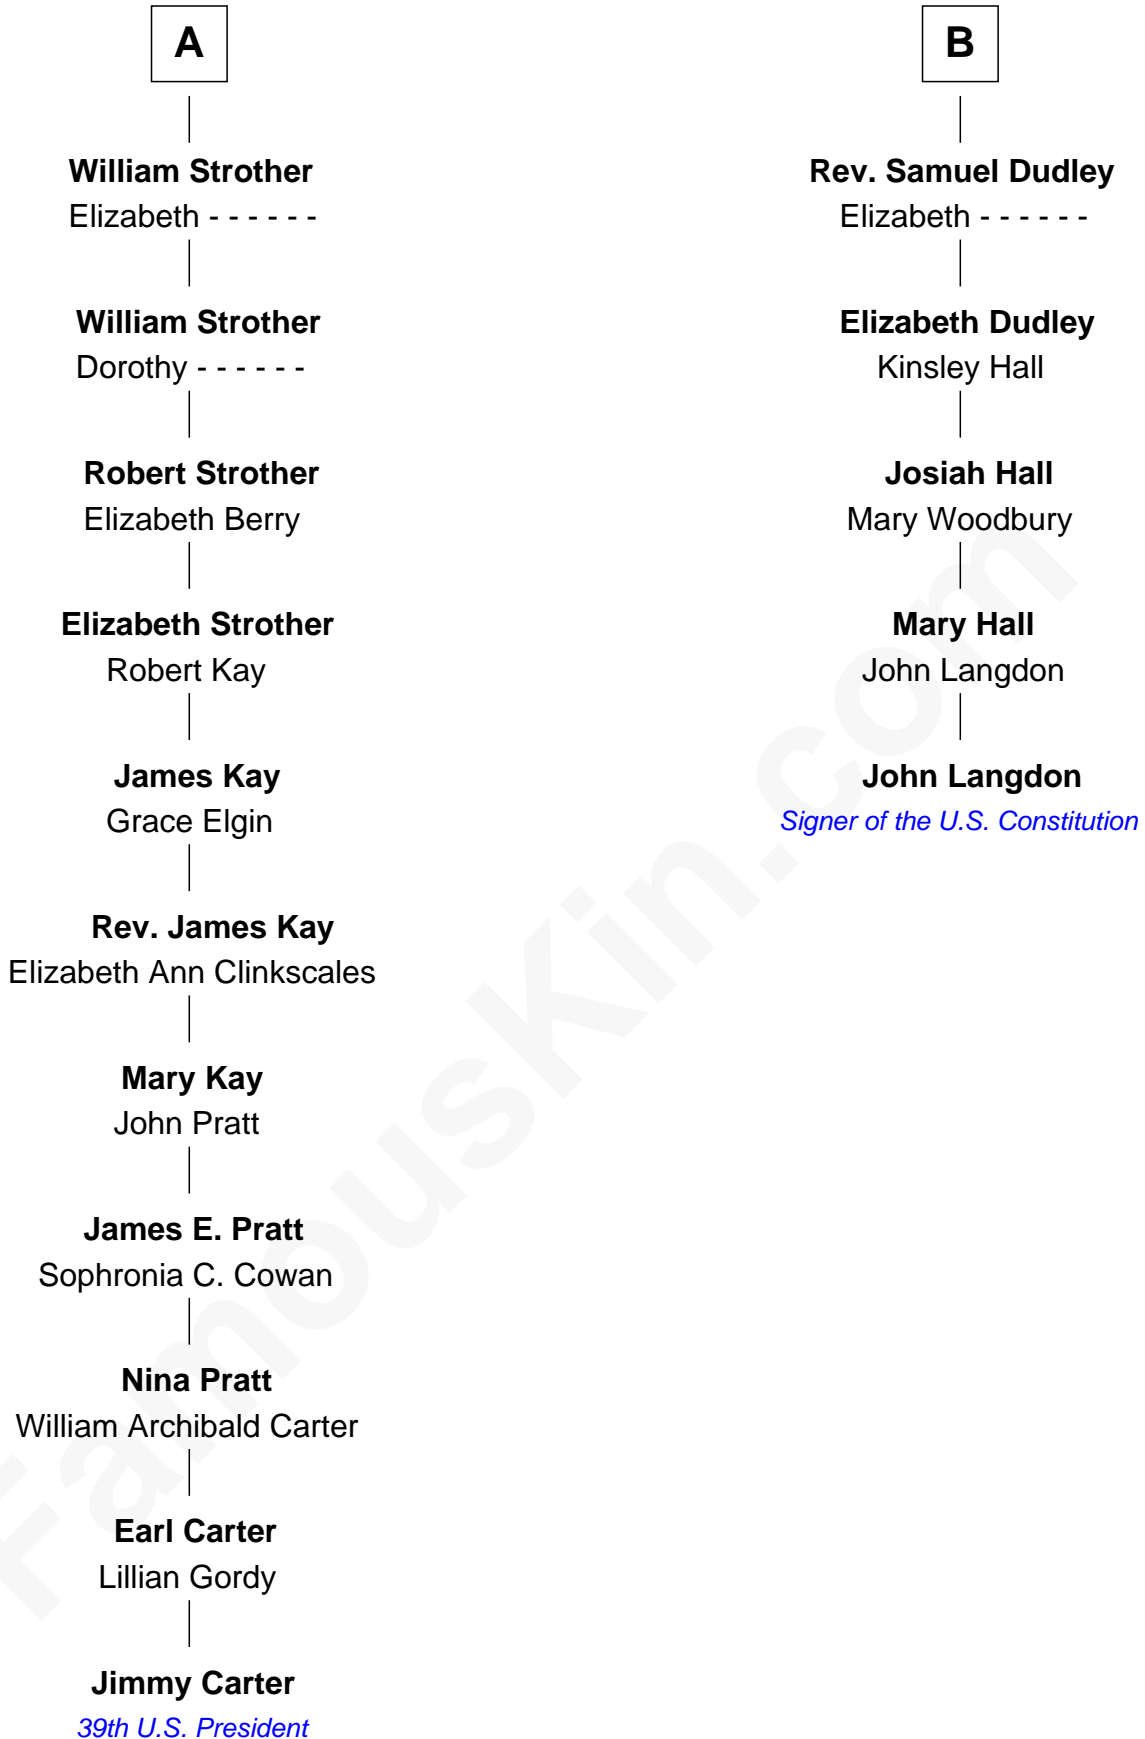 A
William Strother
Elizabeth - - - - - -
William Strother
Dorothy - - - - - -
Robert Strother
Elizabeth Berry
Elizabeth Strother
Robert Kay
James Kay
Grace Elgin
Rev. James Kay
Elizabeth Ann Clinkscales
Mary Kay
John Pratt
James E. Pratt
Sophronia C. Cowan
Nina Pratt
William Archibald Carter
Earl Carter
Lillian Gordy
Jimmy Carter
39th U.S. President
B
Rev. Samuel Dudley
Elizabeth - - - - - -
Elizabeth Dudley
Kinsley Hall
Josiah Hall
Mary Woodbury
Mary Hall
John Langdon
John Langdon
Signer of the U.S. Constitution
FamousKin.com